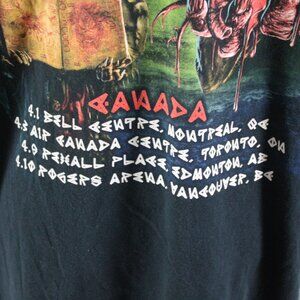 CANADA
4.1 BELL CENTRE, MONTREAL, QC
4.3 AIR CANADA CENTRE, TORONTO, ON
4.9 REXALL PLACE, EDMONTON, AB
4.10 ROGERS ARENA, VANCOUVER, BC